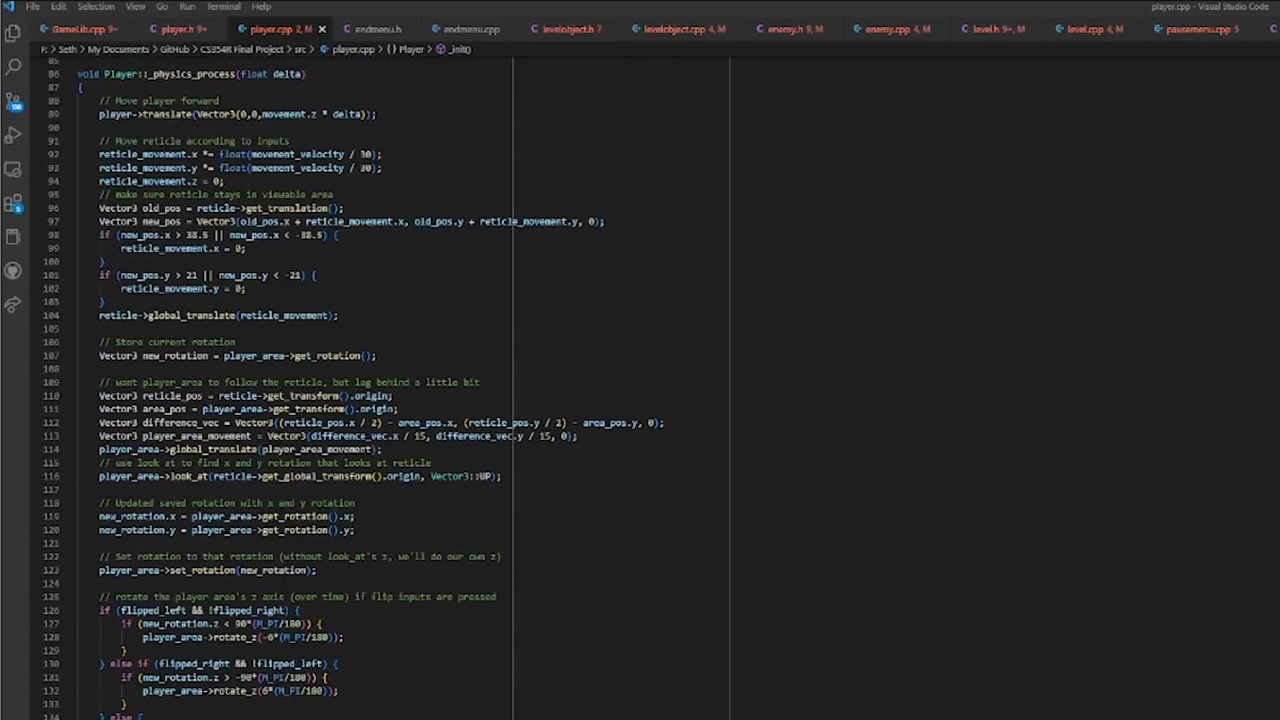 File Edit Selection View Go Run Terminal Help player.cpp - Visual Studio Code
GameLib.cpp 9+ player.h 9+ player.cpp 2, M endmenu.h endmenu.cpp levelobject.h 7 levelobject.cpp 4, M enemy.h 9, M enemy.cpp 4, M level.h 9+, M level.cpp 4, M pausemenu.cpp 5
F: > Seth > My Documents > GitHub > CS354R Final Project > src > player.cpp > {} Player > _init()
85
86 void Player::_physics_process(float delta)
87 {
88 // Move player forward
89 player->translate(Vector3(0,0,movement.z * delta));
90
91 // Move reticle according to inputs
92 reticle_movement.x *= float(movement_velocity / 30);
93 reticle_movement.y *= float(movement_velocity / 30);
94 reticle_movement.z = 0;
95 // make sure reticle stays in viewable area
96 Vector3 old_pos = reticle->get_translation();
97 Vector3 new_pos = Vector3(old_pos.x + reticle_movement.x, old_pos.y + reticle_movement.y, 0);
98 if (new_pos.x > 38.5 || new_pos.x < -38.5) {
99 reticle_movement.x = 0;
100 }
101 if (new_pos.y > 21 || new_pos.y < -21) {
102 reticle_movement.y = 0;
103 }
104 reticle->global_translate(reticle_movement);
105
106 // Store current rotation
107 Vector3 new_rotation = player_area->get_rotation();
108
109 // want player_area to follow the reticle, but lag behind a little bit
110 Vector3 reticle_pos = reticle->get_transform().origin;
111 Vector3 area_pos = player_area->get_transform().origin;
112 Vector3 difference_vec = Vector3((reticle_pos.x / 2) - area_pos.x, (reticle_pos.y / 2) - area_pos.y, 0);
113 Vector3 player_area_movement = Vector3(difference_vec.x / 15, difference_vec.y / 15, 0);
114 player_area->global_translate(player_area_movement);
115 // use look at to find x and y rotation that looks at reticle
116 player_area->look_at(reticle->get_global_transform().origin, Vector3::UP);
117
118 // Updated saved rotation with x and y rotation
119 new_rotation.x = player_area->get_rotation().x;
120 new_rotation.y = player_area->get_rotation().y;
121
122 // Set rotation to that rotation (without look_at's z, we'll do our own z)
123 player_area->set_rotation(new_rotation);
124
125 // rotate the player area's z axis (over time) if flip inputs are pressed
126 if (flipped_left && !flipped_right) {
127 if (new_rotation.z < 90*(M_PI/180)) {
128 player_area->rotate_z(-6*(M_PI/180));
129 }
130 } else if (flipped_right && !flipped_left) {
131 if (new_rotation.z > -90*(M_PI/180)) {
132 player_area->rotate_z(6*(M_PI/180));
133 }
134 } else {